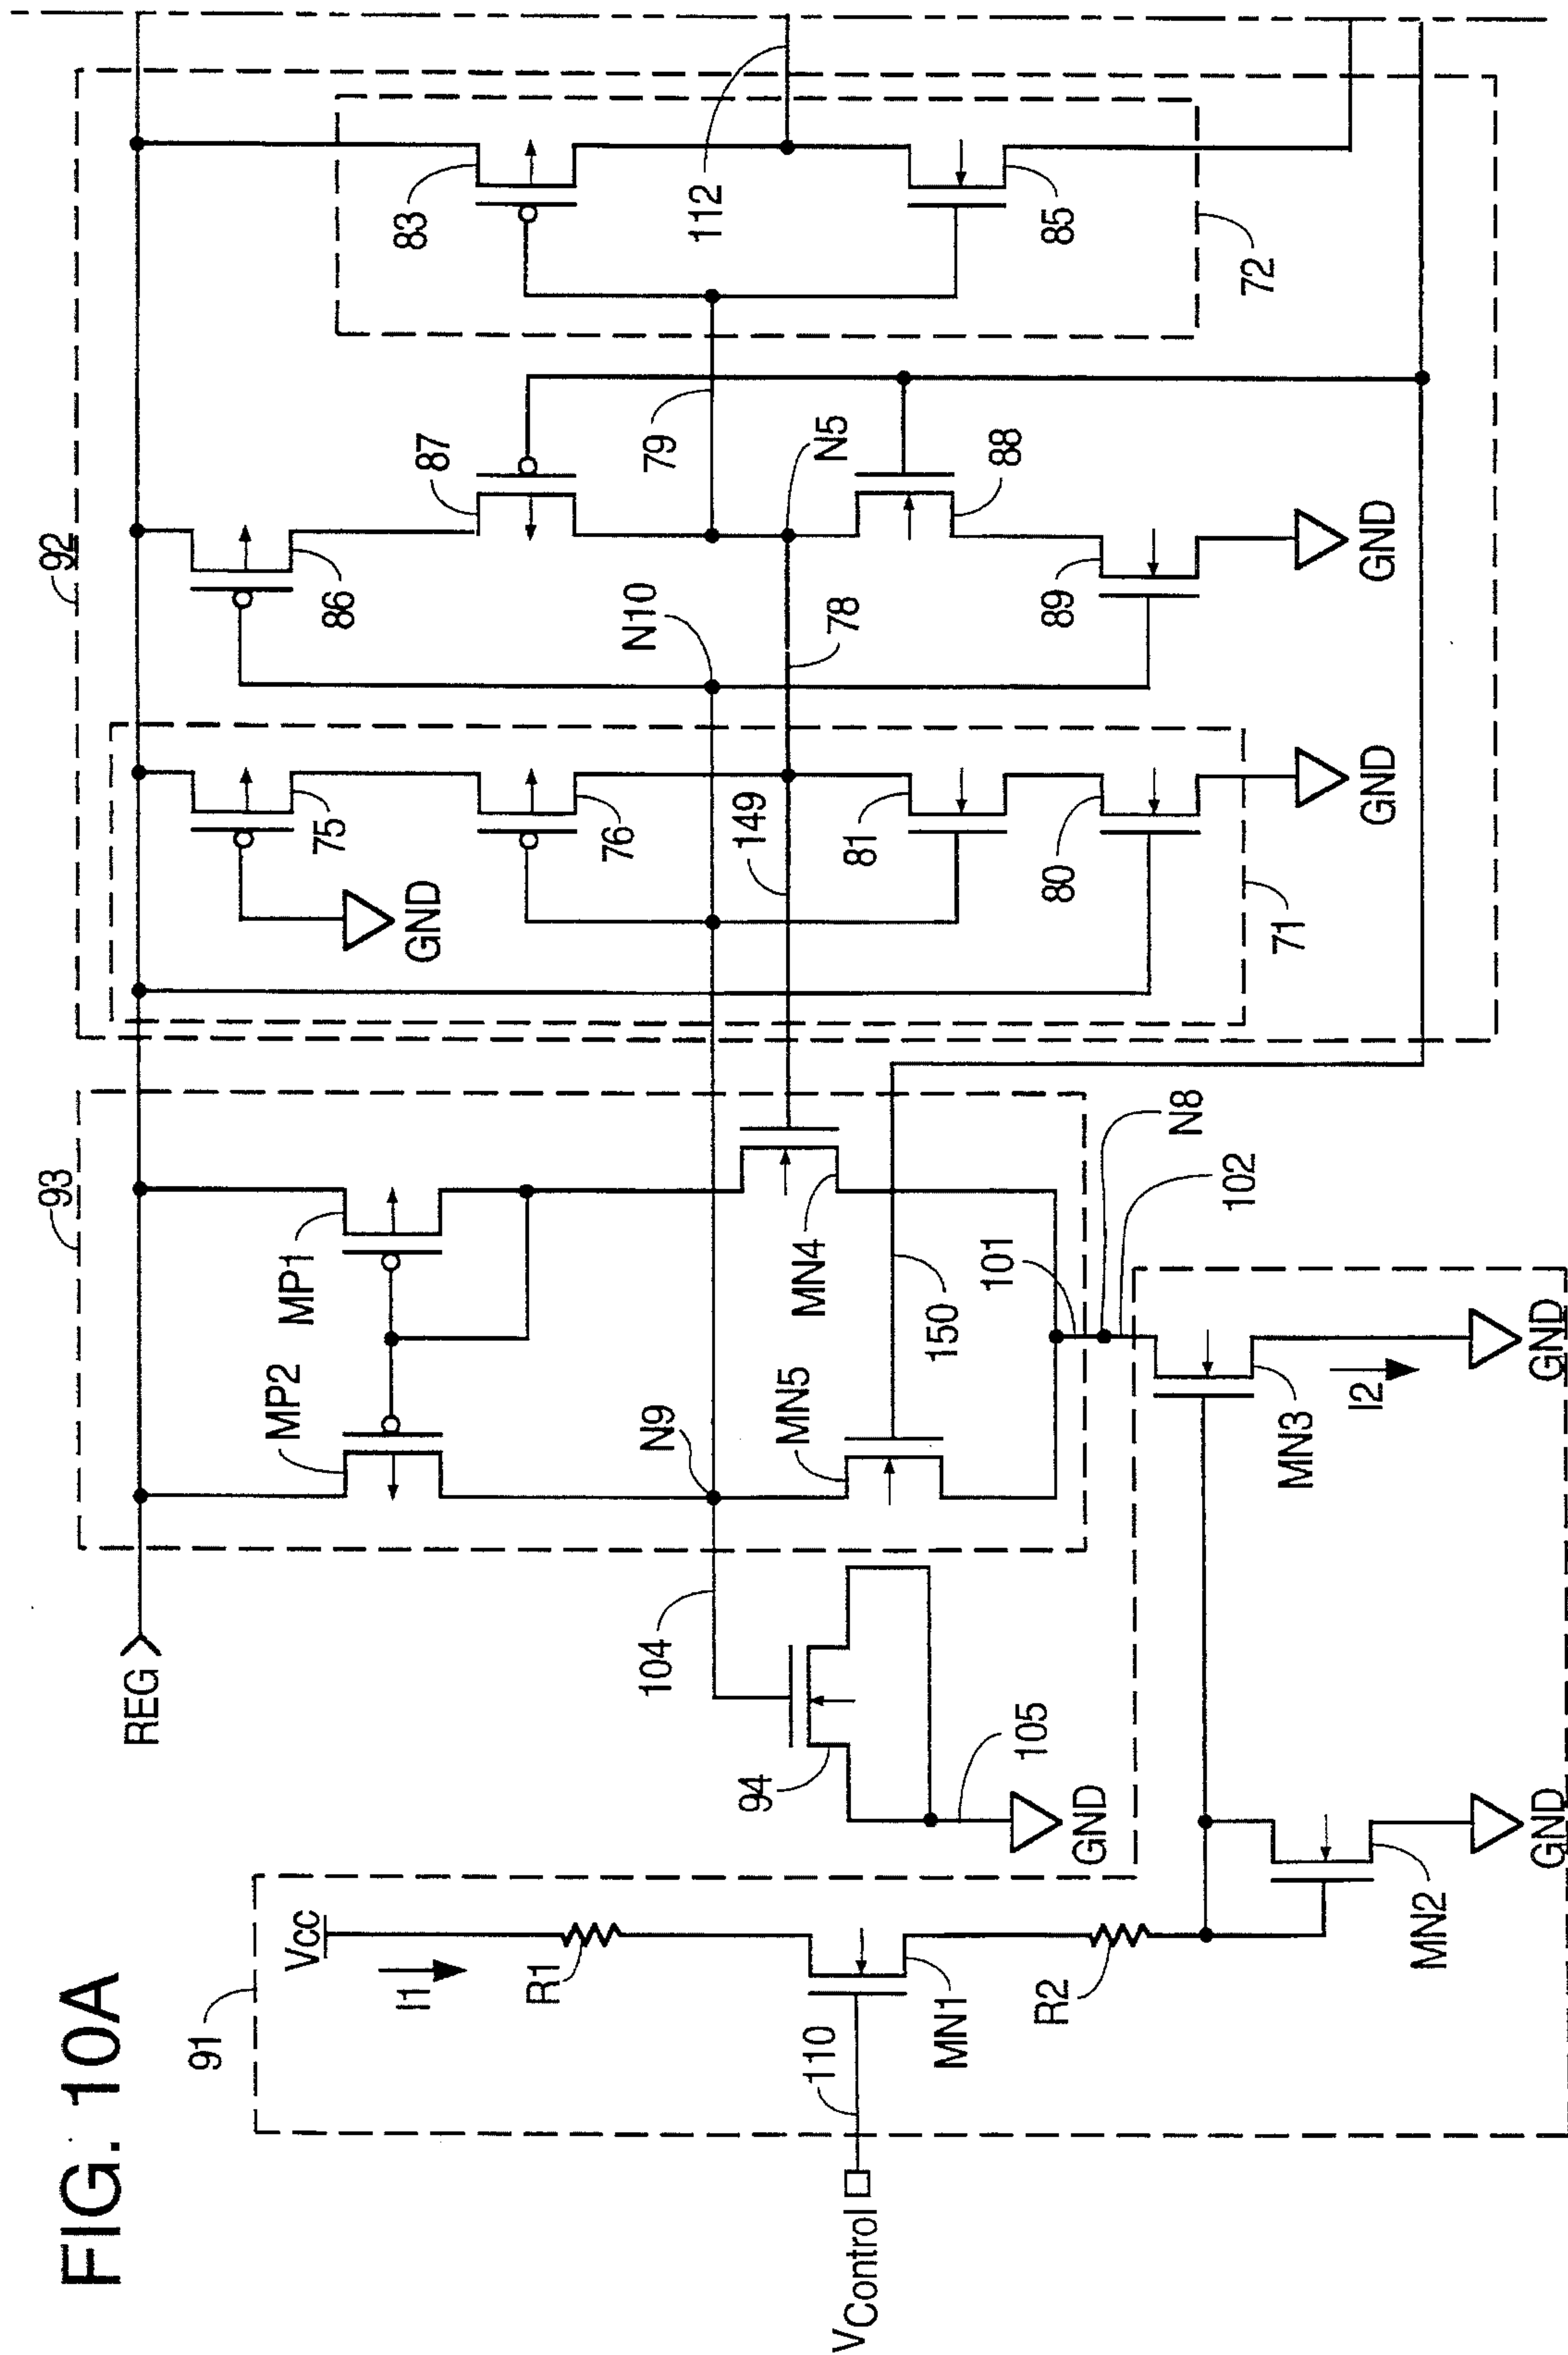 FIG. 10A
92
83
112
85
72
87
79
N5
88
86
N10
78
89
GND
75
76
149
81
80
GND
GND
71
93
MP1
MP2
MN4
N8
102
101
150
N9
MN5
MN3
I2
GND
REG
104
94
105
GND
GND
91
Vcc
I1
R1
MN1
R2
MN2
110
VControl